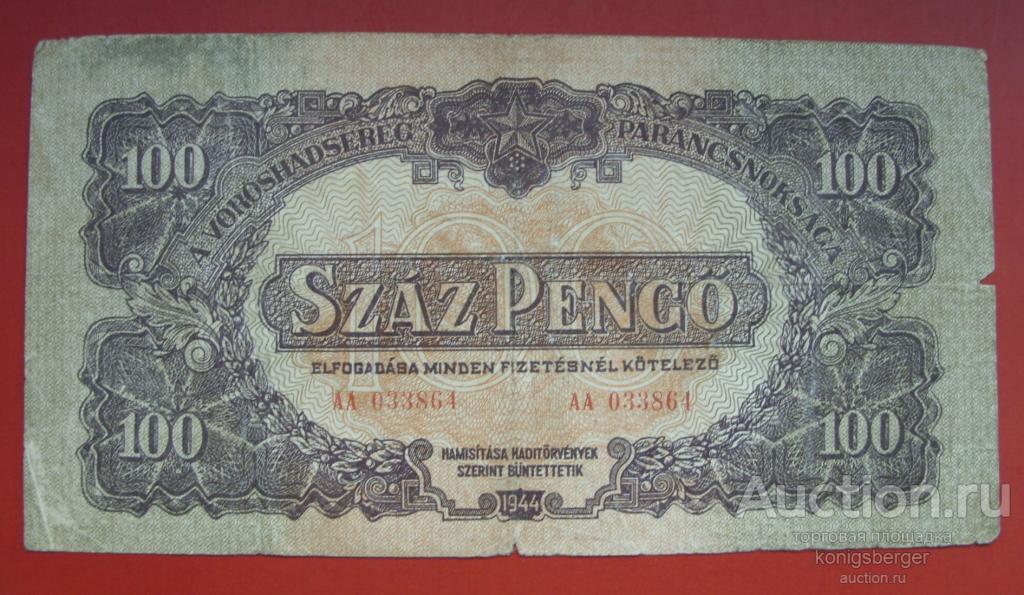 A VÖRÖSHADSEREG PARANCSNOKSÁGA
100 100
100
SZÁZ PENGŐ
ELFOGADÁSA MINDEN FIZETÉSNÉL KÖTELEZŐ
AA 033864 AA 033864
100 100
HAMISÍTÁSA HADITÖRVÉNYEK
SZERINT BÜNTETTETIK
1944
Auction.ru
торговая площадка
konigsberger
auction.ru